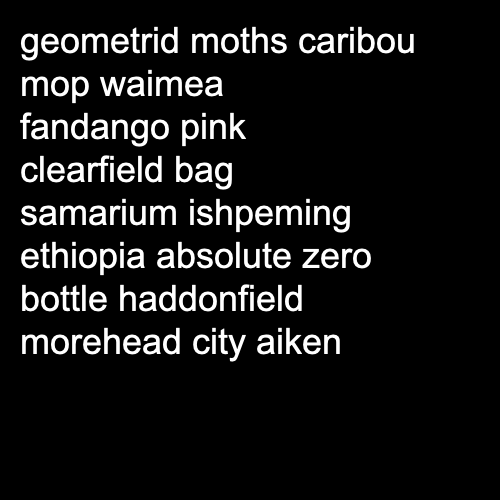 geometrid moths caribou
mop waimea
fandango pink
clearfield bag
samarium ishpeming
ethiopia absolute zero
bottle haddonfield
morehead city aiken